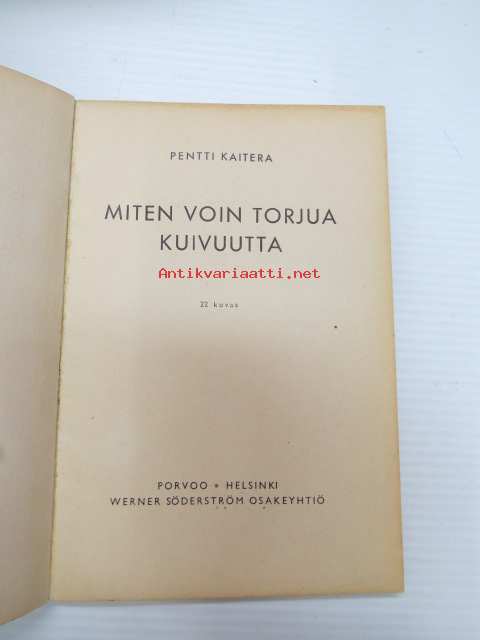 PENTTI KAITERA
MITEN VOIN TORJUA
KUIVUUTTA
Antikvariaatti.net
22 kuvaa
PORVOO • HELSINKI
WERNER SÖDERSTRÖM OSAKEYHTIÖ